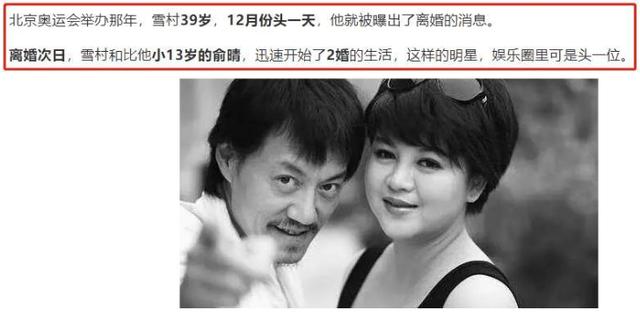 北京奥运会举办那年，雪村39岁，12月份头一天，他就被曝出了离婚的消息。
离婚次日，雪村和比他小13岁的俞晴，迅速开始了2婚的生活，这样的明星，娱乐圈里可是头一位。